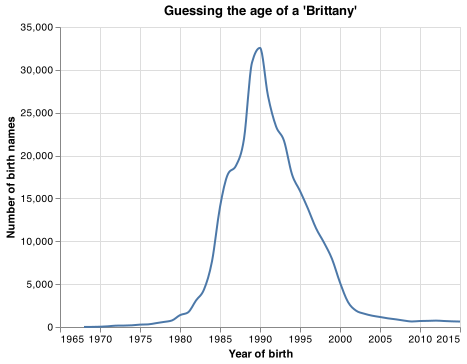 Guessing the age of a 'Brittany'
35,000
30,000
25,000
20,000
15,000
10,000
5,000
0
Number of birth names
1965 1970 1975 1980 1985 1990 1995 2000 2005 2010 2015
Year of birth